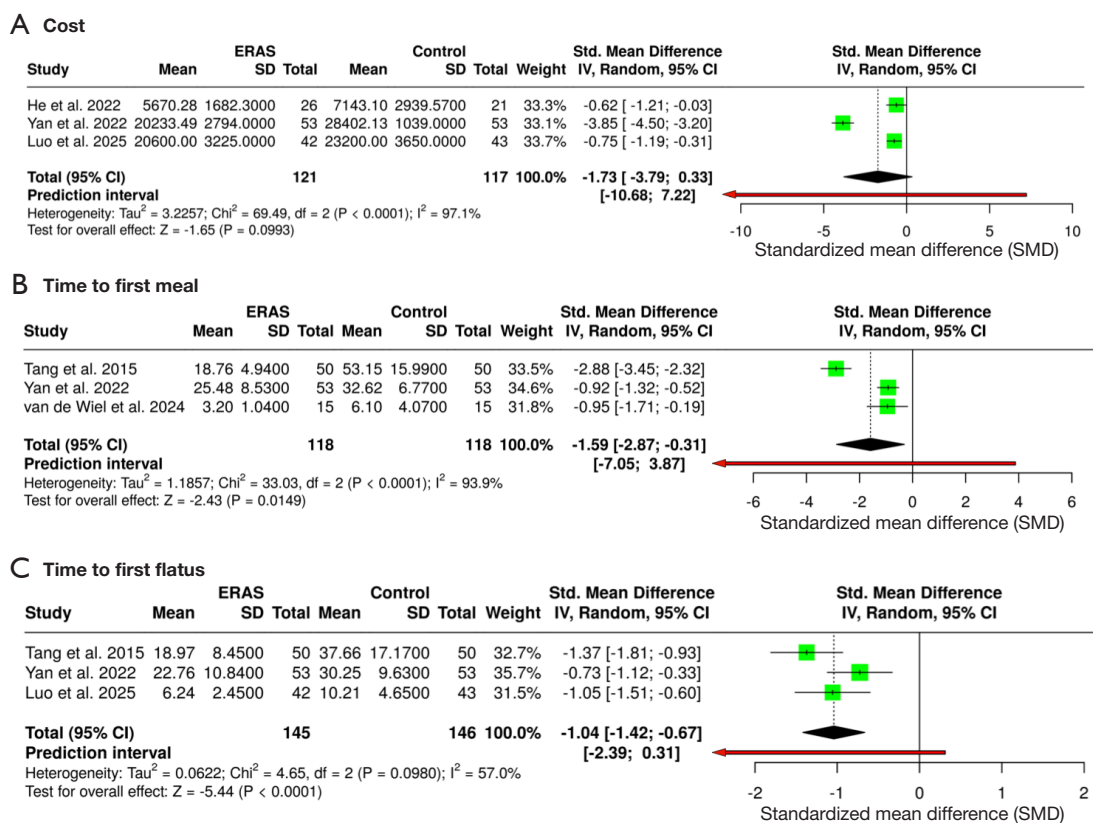 A Cost
ERAS Control Std. Mean Difference Std. Mean Difference
Study Mean SD Total Mean SD Total Weight IV, Random, 95% CI IV, Random, 95% CI
He et al. 2022 5670.28 1682.3000 26 7143.10 2939.5700 21 33.3% -0.62 [ -1.21; -0.03]
Yan et al. 2022 20233.49 2794.0000 53 28402.13 1039.0000 53 33.1% -3.85 [ -4.50; -3.20]
Luo et al. 2025 20600.00 3225.0000 42 23200.00 3650.0000 43 33.7% -0.75 [ -1.19; -0.31]
Total (95% CI) 121 117 100.0% -1.73 [ -3.79; 0.33]
Prediction interval [-10.68; 7.22]
Heterogeneity: Tau² = 3.2257; Chi² = 69.49, df = 2 (P < 0.0001); I² = 97.1%
Test for overall effect: Z = -1.65 (P = 0.0993)
-10 -5 0 5 10
Standardized mean difference (SMD)
B Time to first meal
ERAS Control Std. Mean Difference Std. Mean Difference
Study Mean SD Total Mean SD Total Weight IV, Random, 95% CI IV, Random, 95% CI
Tang et al. 2015 18.76 4.9400 50 53.15 15.9900 50 33.5% -2.88 [-3.45; -2.32]
Yan et al. 2022 25.48 8.5300 53 32.62 6.7700 53 34.6% -0.92 [-1.32; -0.52]
van de Wiel et al. 2024 3.20 1.0400 15 6.10 4.0700 15 31.8% -0.95 [-1.71; -0.19]
Total (95% CI) 118 118 100.0% -1.59 [-2.87; -0.31]
Prediction interval [-7.05; 3.87]
Heterogeneity: Tau² = 1.1857; Chi² = 33.03, df = 2 (P < 0.0001); I² = 93.9%
Test for overall effect: Z = -2.43 (P = 0.0149)
-6 -4 -2 0 2 4 6
Standardized mean difference (SMD)
C Time to first flatus
ERAS Control Std. Mean Difference Std. Mean Difference
Study Mean SD Total Mean SD Total Weight IV, Random, 95% CI IV, Random, 95% CI
Tang et al. 2015 18.97 8.4500 50 37.66 17.1700 50 32.7% -1.37 [-1.81; -0.93]
Yan et al. 2022 22.76 10.8400 53 30.25 9.6300 53 35.7% -0.73 [-1.12; -0.33]
Luo et al. 2025 6.24 2.4500 42 10.21 4.6500 43 31.5% -1.05 [-1.51; -0.60]
Total (95% CI) 145 146 100.0% -1.04 [-1.42; -0.67]
Prediction interval [-2.39; 0.31]
Heterogeneity: Tau² = 0.0622; Chi² = 4.65, df = 2 (P = 0.0980); I² = 57.0%
Test for overall effect: Z = -5.44 (P < 0.0001)
-2 -1 0 1 2
Standardized mean difference (SMD)